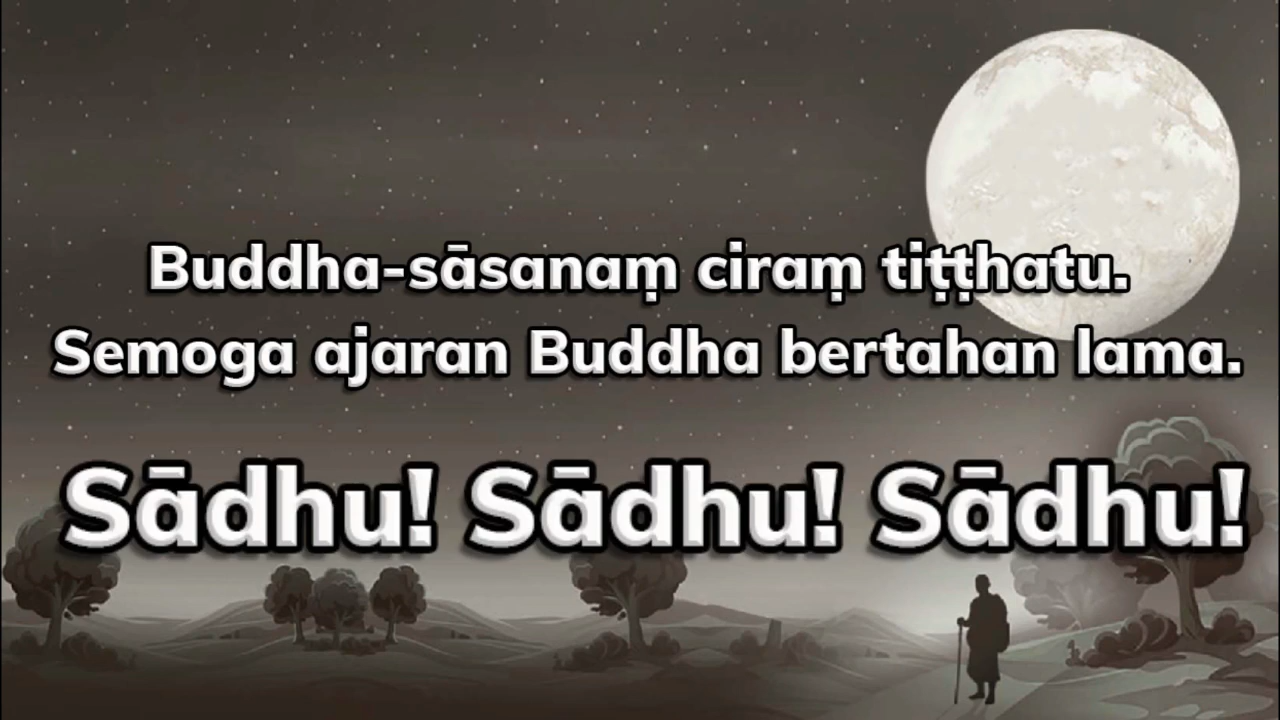 Buddha-sāsanaṃ ciraṃ tiṭṭhatu.
Semoga ajaran Buddha bertahan lama.
Sādhu! Sādhu! Sādhu!